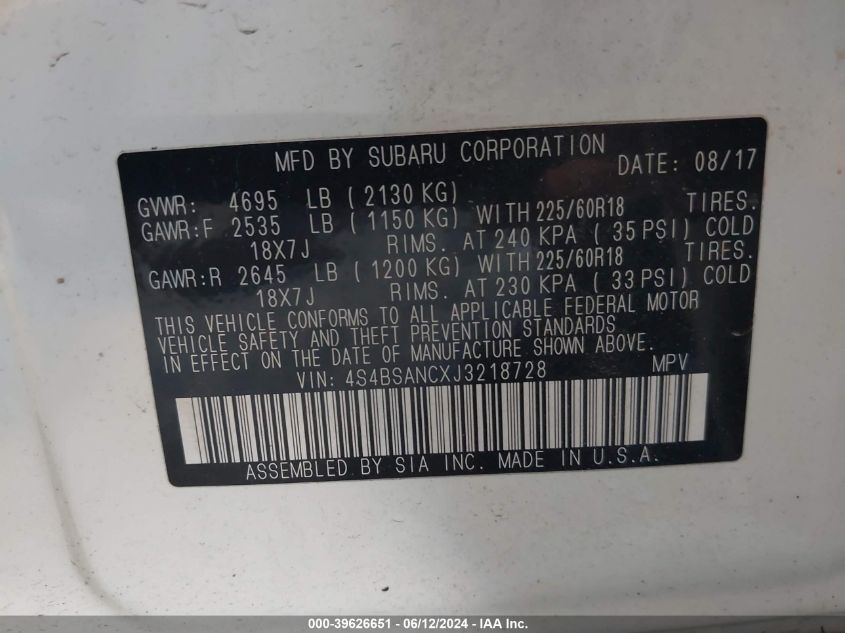 MFD BY SUBARU CORPORATION DATE: 08/17
GVWR: 4695 LB ( 2130 KG)
GAWR:F 2535 LB ( 1150 KG) WITH 225/60R18 TIRES.
18X7J RIMS. AT 240 KPA ( 35 PSI) COLD
GAWR:R 2645 LB ( 1200 KG) WITH 225/60R18 TIRES.
18X7J RIMS. AT 230 KPA ( 33 PSI) COLD
THIS VEHICLE CONFORMS TO ALL APPLICABLE FEDERAL MOTOR
VEHICLE SAFETY AND THEFT PREVENTION STANDARDS
IN EFFECT ON THE DATE OF MANUFACTURE SHOWN ABOVE.
VIN: 4S4BSANCXJ3218728 MPV
ASSEMBLED BY SIA INC. MADE IN U.S.A.
000-39626651 - 06/12/2024 - IAAI.com